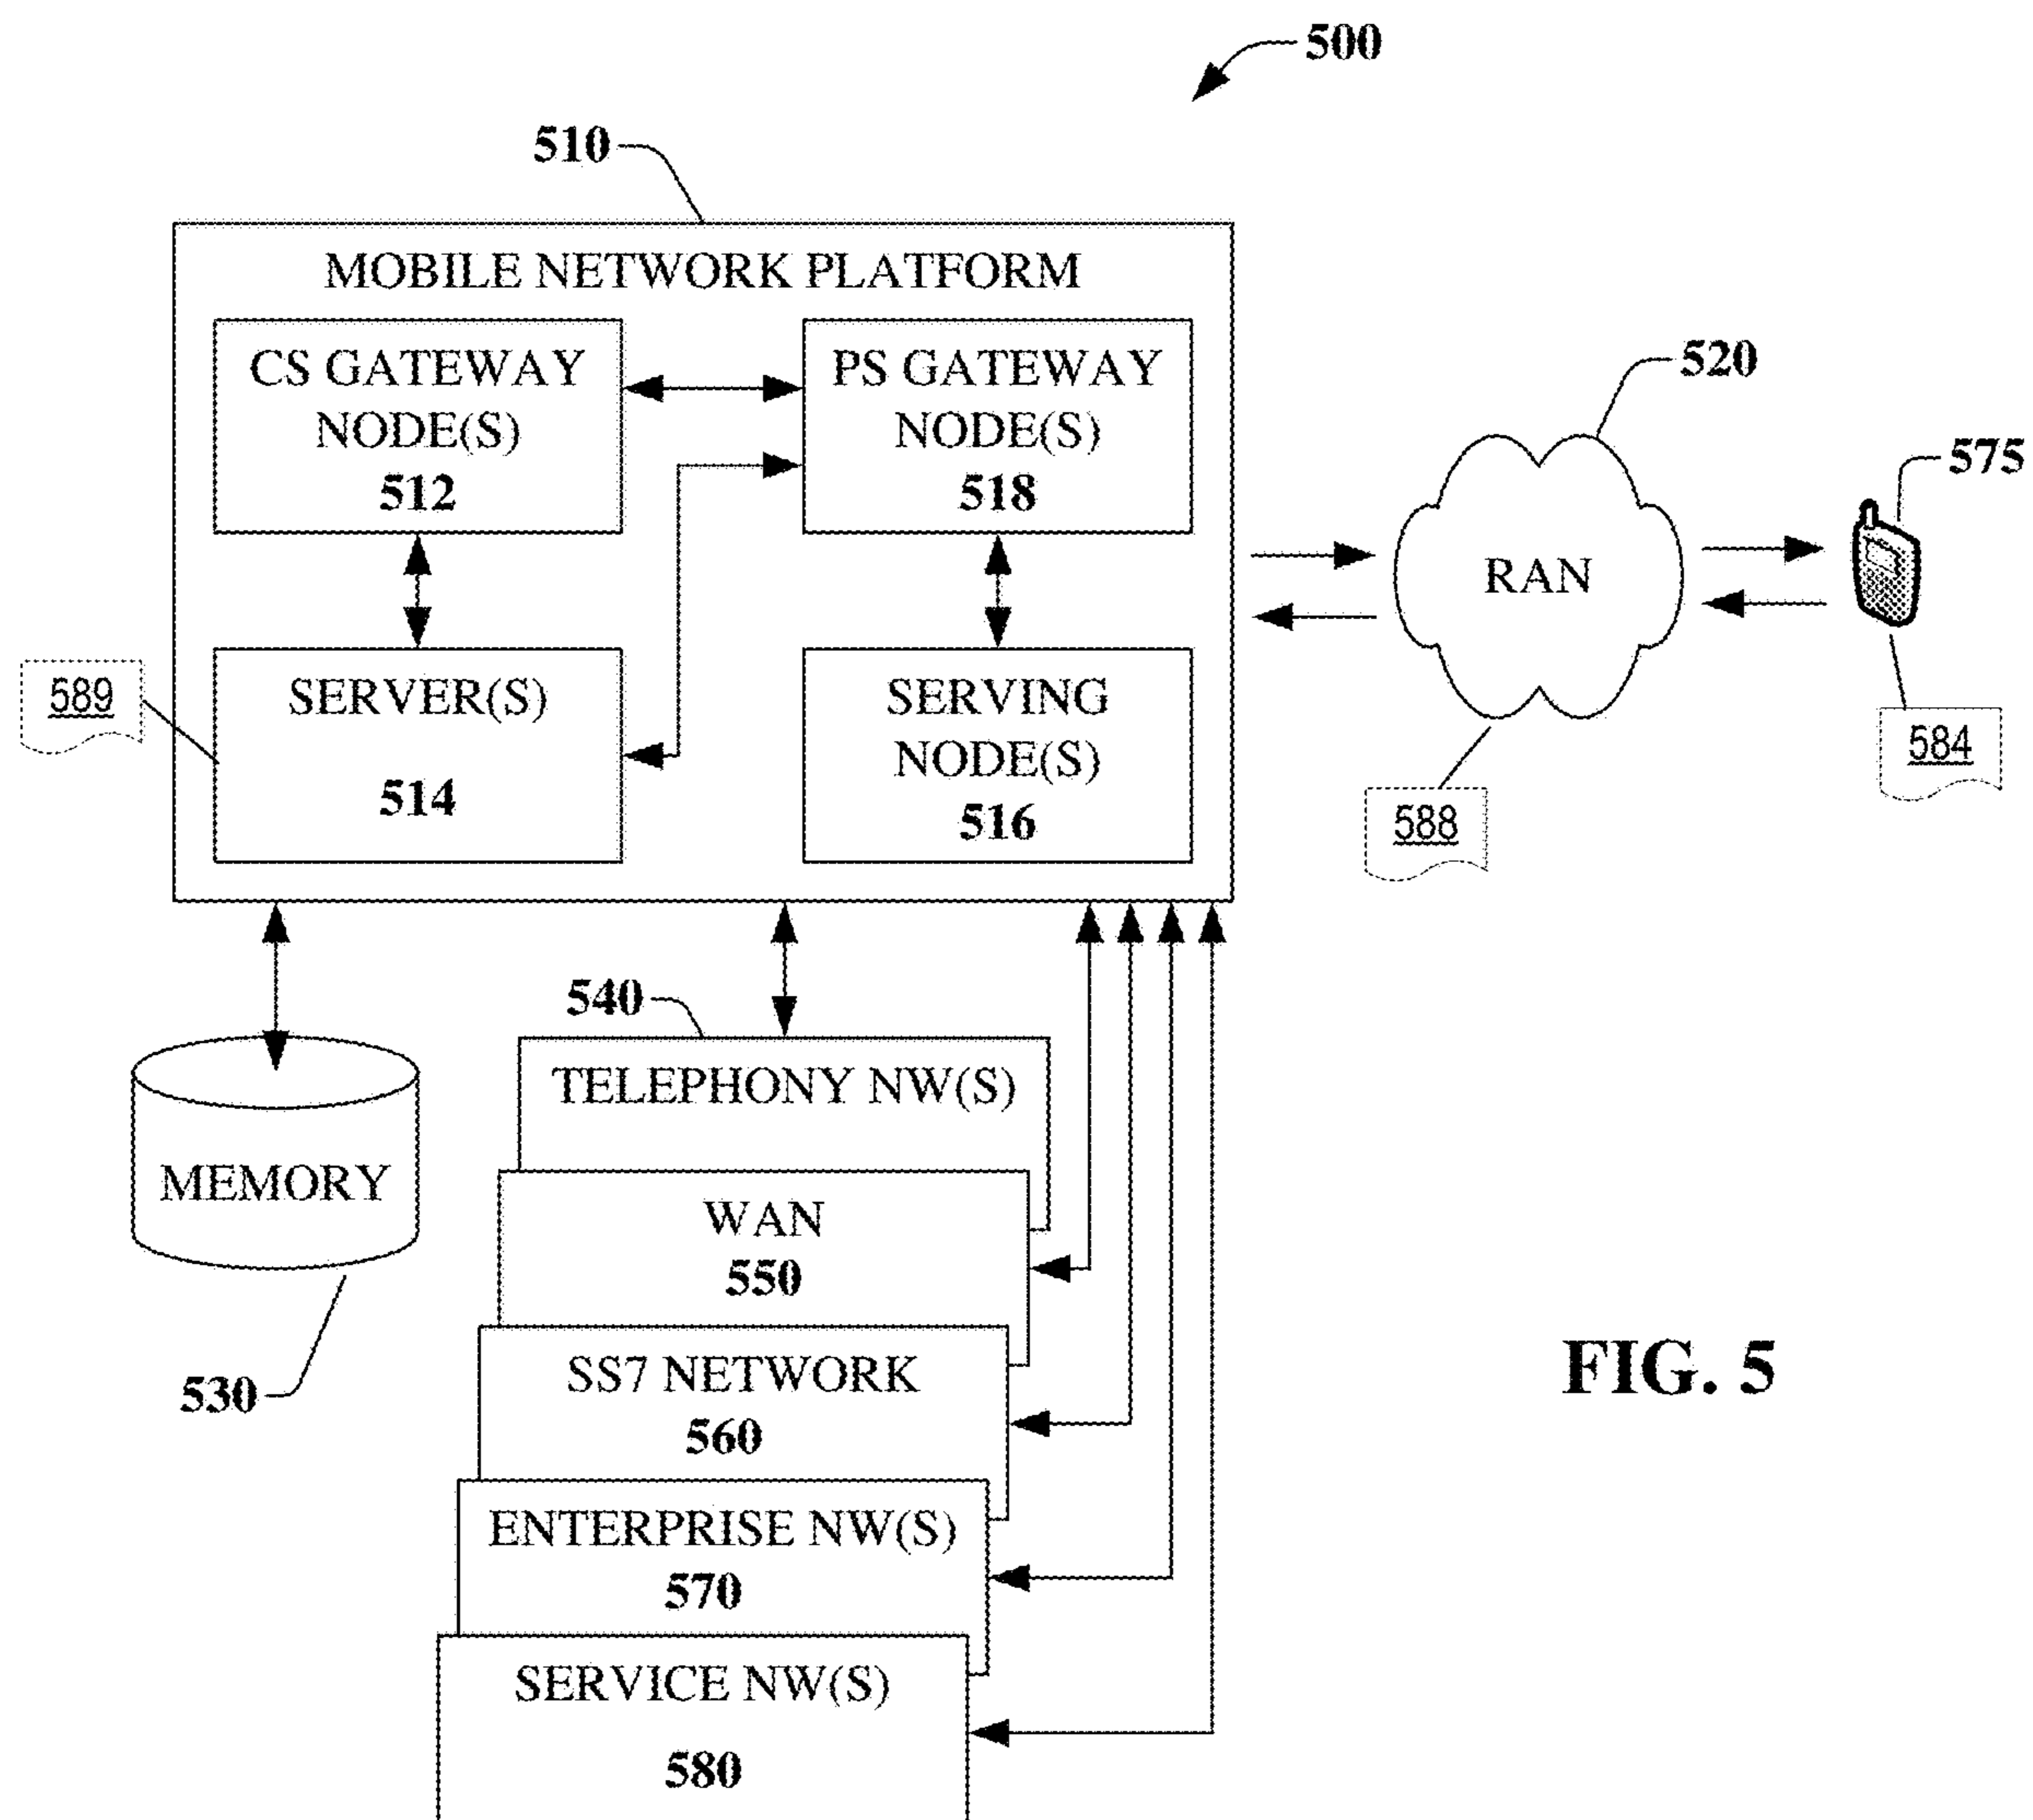 500
510
MOBILE NETWORK PLATFORM
CS GATEWAY
NODE(S)
512
PS GATEWAY
NODE(S)
518
520
575
RAN
589
SERVER(S)
514
SERVING
NODE(S)
516
588
584
540
TELEPHONY NW(S)
MEMORY
530
WAN
550
SS7 NETWORK
560
ENTERPRISE NW(S)
570
SERVICE NW(S)
580
FIG. 5